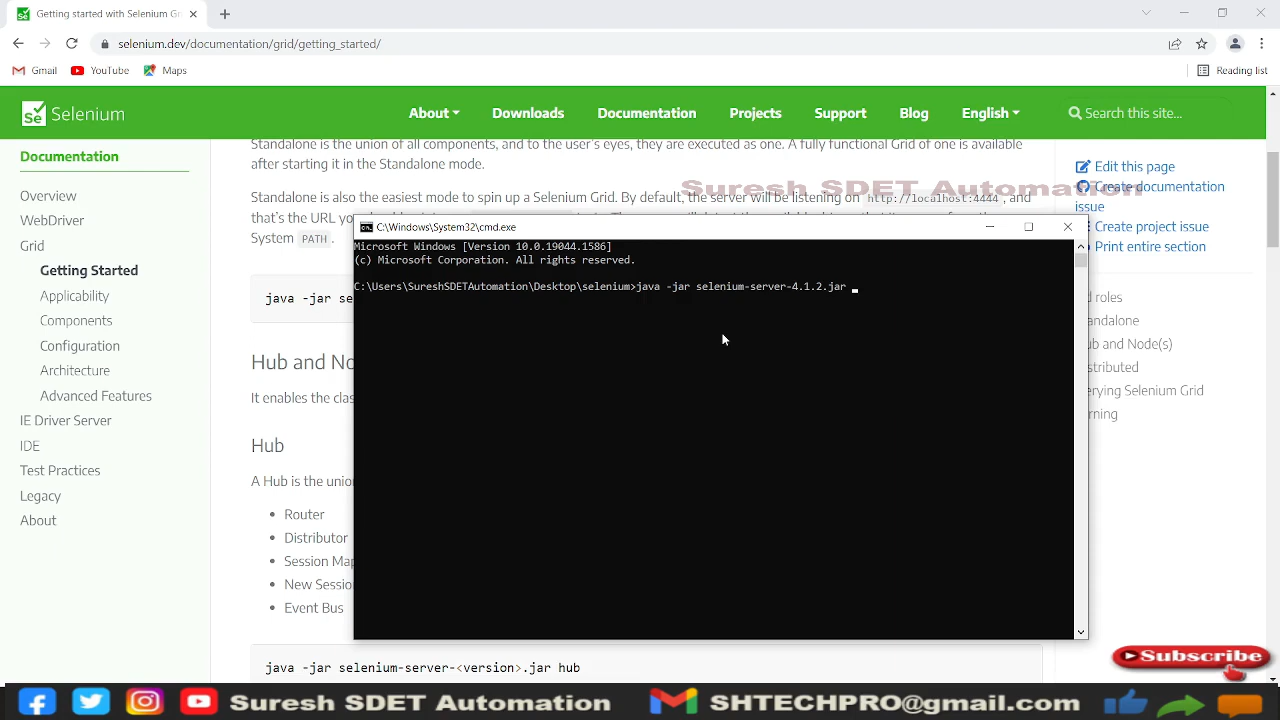 Getting started with Selenium Gr
selenium.dev/documentation/grid/getting_started/
Gmail
YouTube
Maps
Reading list
Se Selenium
About
Downloads
Documentation
Projects
Support
Blog
English
Search this site...
Documentation
Overview
WebDriver
Grid
Getting Started
Applicability
Components
Configuration
Architecture
Advanced Features
IE Driver Server
IDE
Test Practices
Legacy
About
Standalone is the union of all components, and to the user's eyes, they are executed as one. A fully functional Grid of one is available
after starting it in the Standalone mode.
Standalone is also the easiest mode to spin up a Selenium Grid. By default, the server will be listening on http://localhost:4444, and
that's the URL you
System PATH.
java -jar se
Hub and No
It enables the clas
Hub
A Hub is the unio
Router
Distributor
Session Map
New Sessio
Event Bus
java -jar selenium-server-<version>.jar hub
Suresh SDET Automation
Edit this page
Create documentation
issue
Create project issue
Print entire section
d roles
andalone
ub and Node(s)
stributed
erying Selenium Grid
rning
C:\Windows\System32\cmd.exe
Microsoft Windows [Version 10.0.19044.1586]
(c) Microsoft Corporation. All rights reserved.
C:\Users\SureshSDETAutomation\Desktop\selenium>java -jar selenium-server-4.1.2.jar
Subscribe
Suresh SDET Automation
SHTECHPRO@gmail.com